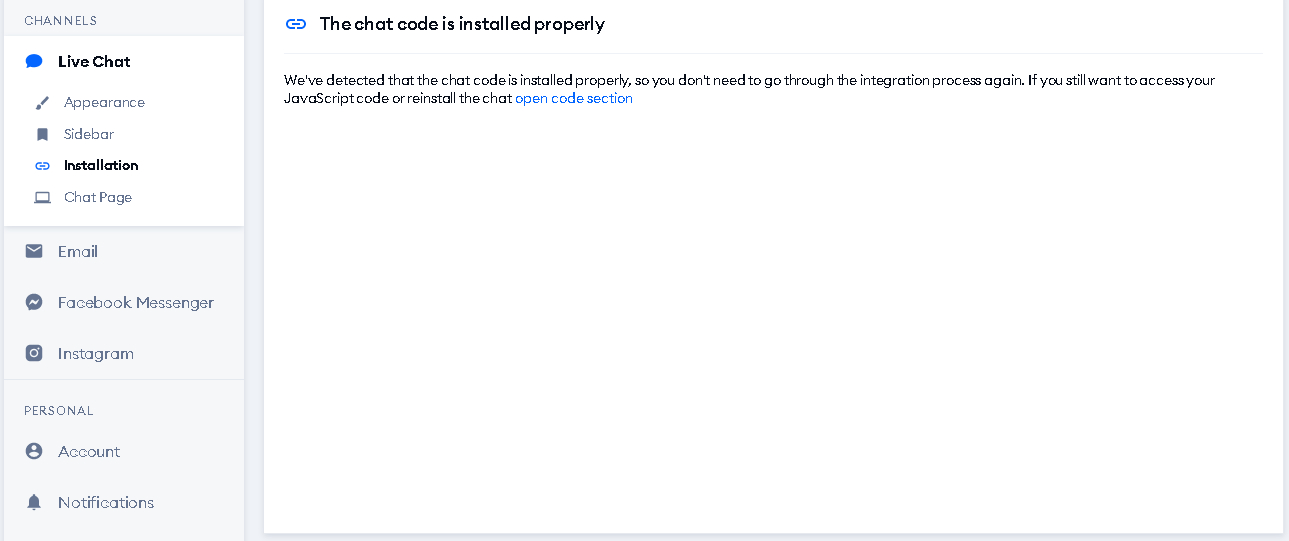 CHANNELS
Live Chat
Appearance
Sidebar
Installation
Chat Page
Email
Facebook Messenger
Instagram
PERSONAL
Account
Notifications
The chat code is installed properly
We've detected that the chat code is installed properly, so you don't need to go through the integration process again. If you still want to access your
JavaScript code or reinstall the chat open code section